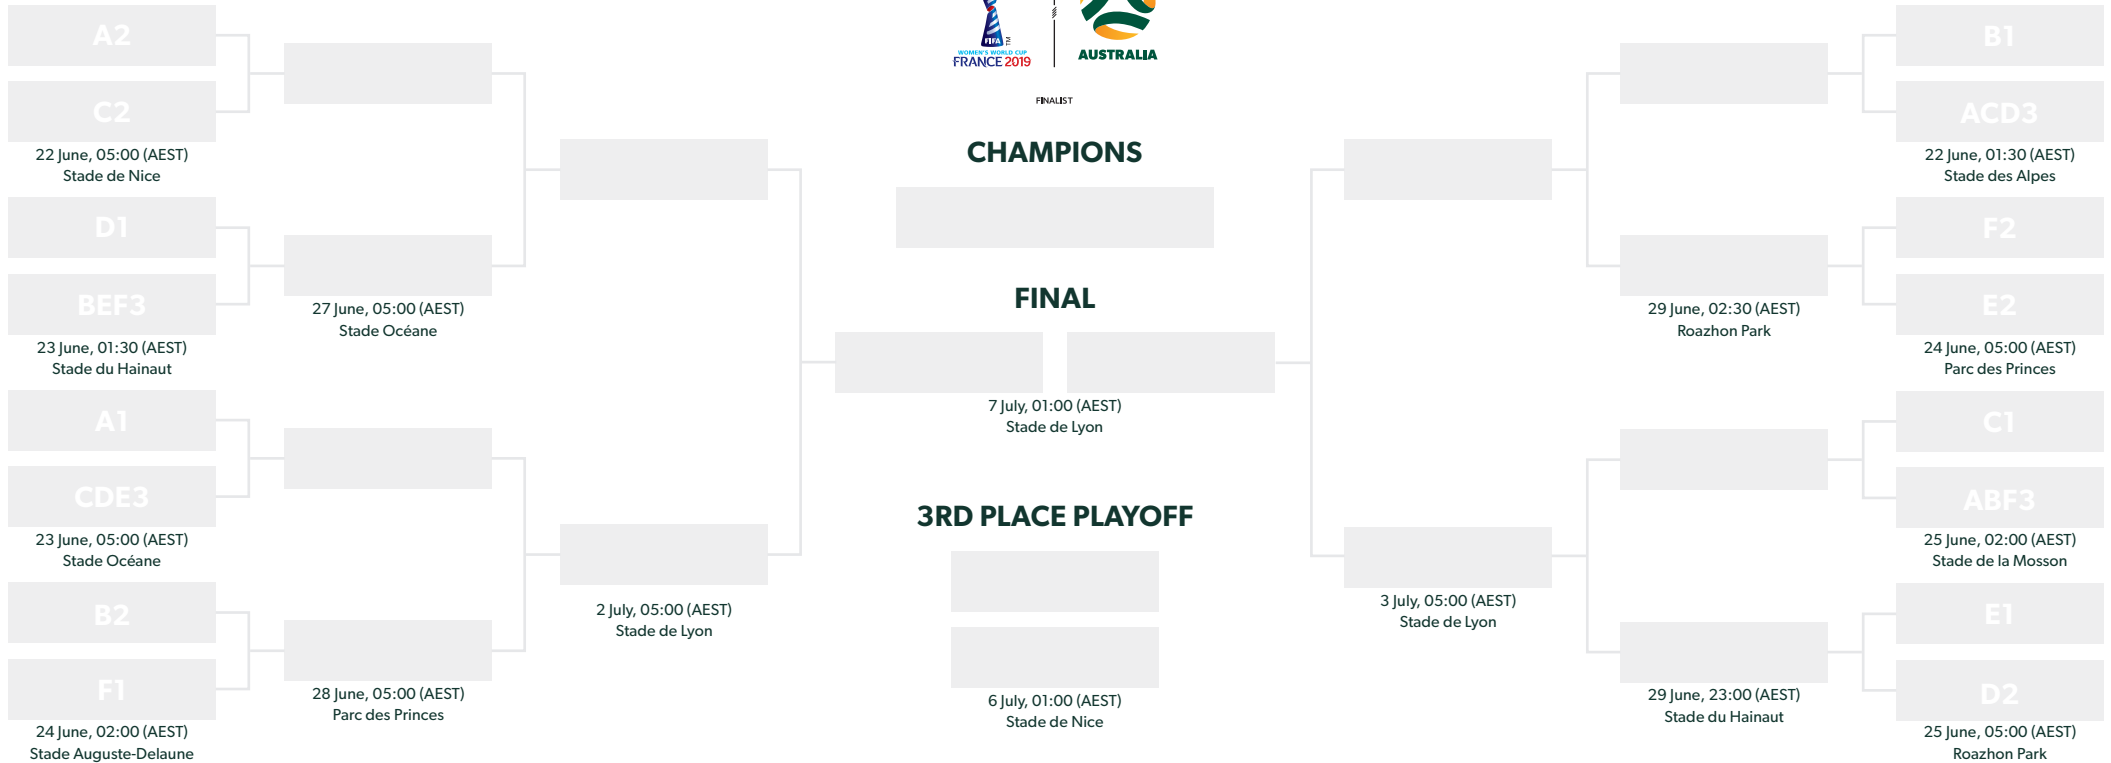 A2
C2
22 June, 05:00 (AEST)
Stade de Nice
D1
BEF3
23 June, 01:30 (AEST)
Stade du Hainaut
A1
CDE3
23 June, 05:00 (AEST)
Stade Océane
B2
F1
24 June, 02:00 (AEST)
Stade Auguste-Delaune
27 June, 05:00 (AEST)
Stade Océane
28 June, 05:00 (AEST)
Parc des Princes
2 July, 05:00 (AEST)
Stade de Lyon
FIFA
TM
WOMEN'S WORLD CUP
FRANCE 2019
AUSTRALIA
FINALIST
CHAMPIONS
FINAL
7 July, 01:00 (AEST)
Stade de Lyon
3RD PLACE PLAYOFF
6 July, 01:00 (AEST)
Stade de Nice
3 July, 05:00 (AEST)
Stade de Lyon
29 June, 02:30 (AEST)
Roazhon Park
29 June, 23:00 (AEST)
Stade du Hainaut
B1
ACD3
22 June, 01:30 (AEST)
Stade des Alpes
F2
E2
24 June, 05:00 (AEST)
Parc des Princes
C1
ABF3
25 June, 02:00 (AEST)
Stade de la Mosson
E1
D2
25 June, 05:00 (AEST)
Roazhon Park